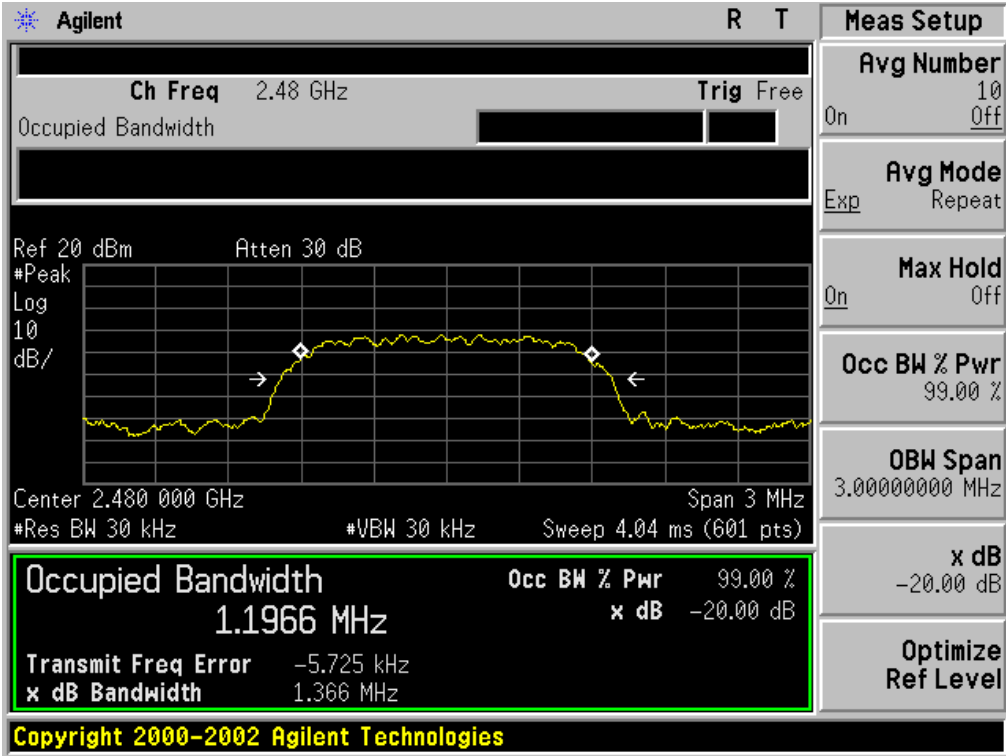 Agilent R T
Meas Setup
Ch Freq 2.48 GHz Trig Free
Occupied Bandwidth
Ref 20 dBm Atten 30 dB
#Peak
Log
10
dB/
Center 2.480 000 GHz Span 3 MHz
#Res BW 30 kHz #VBW 30 kHz Sweep 4.04 ms (601 pts)
Occupied Bandwidth
1.1966 MHz
Occ BW % Pwr 99.00 %
x dB -20.00 dB
Transmit Freq Error -5.725 kHz
x dB Bandwidth 1.366 MHz
Avg Number
10
On Off
Avg Mode
Exp Repeat
Max Hold
On Off
Occ BW % Pwr
99.00 %
OBW Span
3.00000000 MHz
x dB
-20.00 dB
Optimize
Ref Level
Copyright 2000-2002 Agilent Technologies